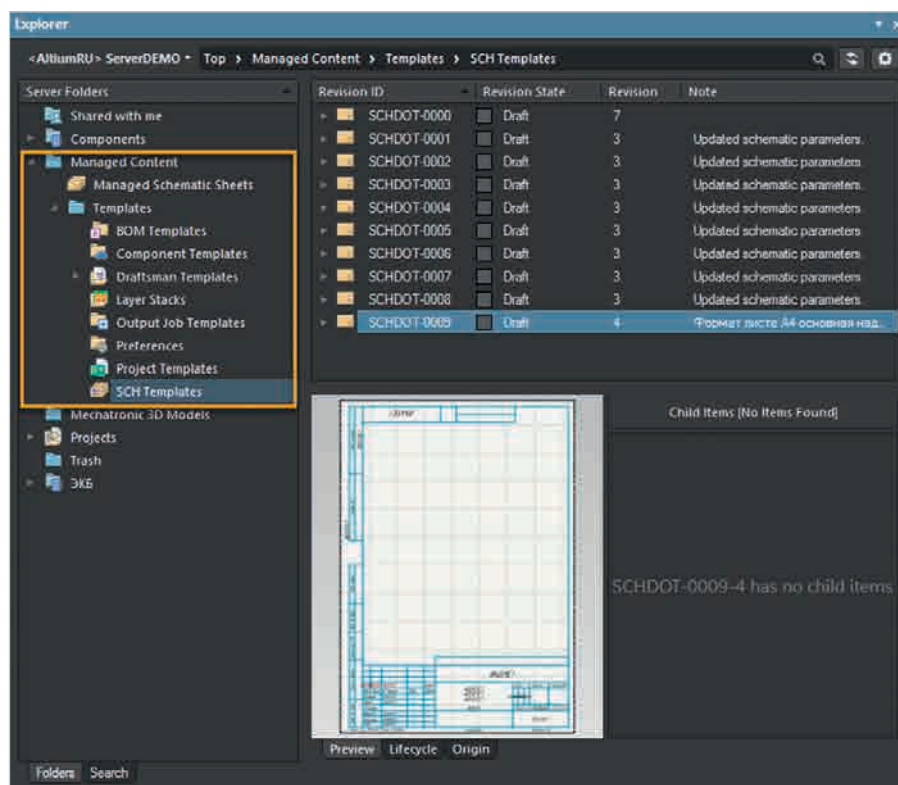 Explorer
<AltiumRU> ServerDEMO Top > Managed Content > Templates > SCH Templates
Server Folders
Shared with me
Components
Managed Content
Managed Schematic Sheets
Templates
BOM Templates
Component Templates
Draftsman Templates
Layer Stacks
Output Job Templates
Preferences
Project Templates
SCH Templates
Mechatronic 3D Models
Projects
Trash
ЭКБ
Folders Search
Revision ID Revision State Revision Note
SCHDOT-0000 Draft 7
SCHDOT-0001 Draft 3 Updated schematic parameters.
SCHDOT-0002 Draft 3 Updated schematic parameters.
SCHDOT-0003 Draft 3 Updated schematic parameters.
SCHDOT-0004 Draft 3 Updated schematic parameters.
SCHDOT-0005 Draft 3 Updated schematic parameters.
SCHDOT-0006 Draft 3 Updated schematic parameters.
SCHDOT-0007 Draft 3 Updated schematic parameters.
SCHDOT-0008 Draft 3 Updated schematic parameters.
SCHDOT-0009 Draft 4 Формат листе А4 основная над...
Child Items [No Items Found]
SCHDOT-0009-4 has no child items
Preview Lifecycle Origin